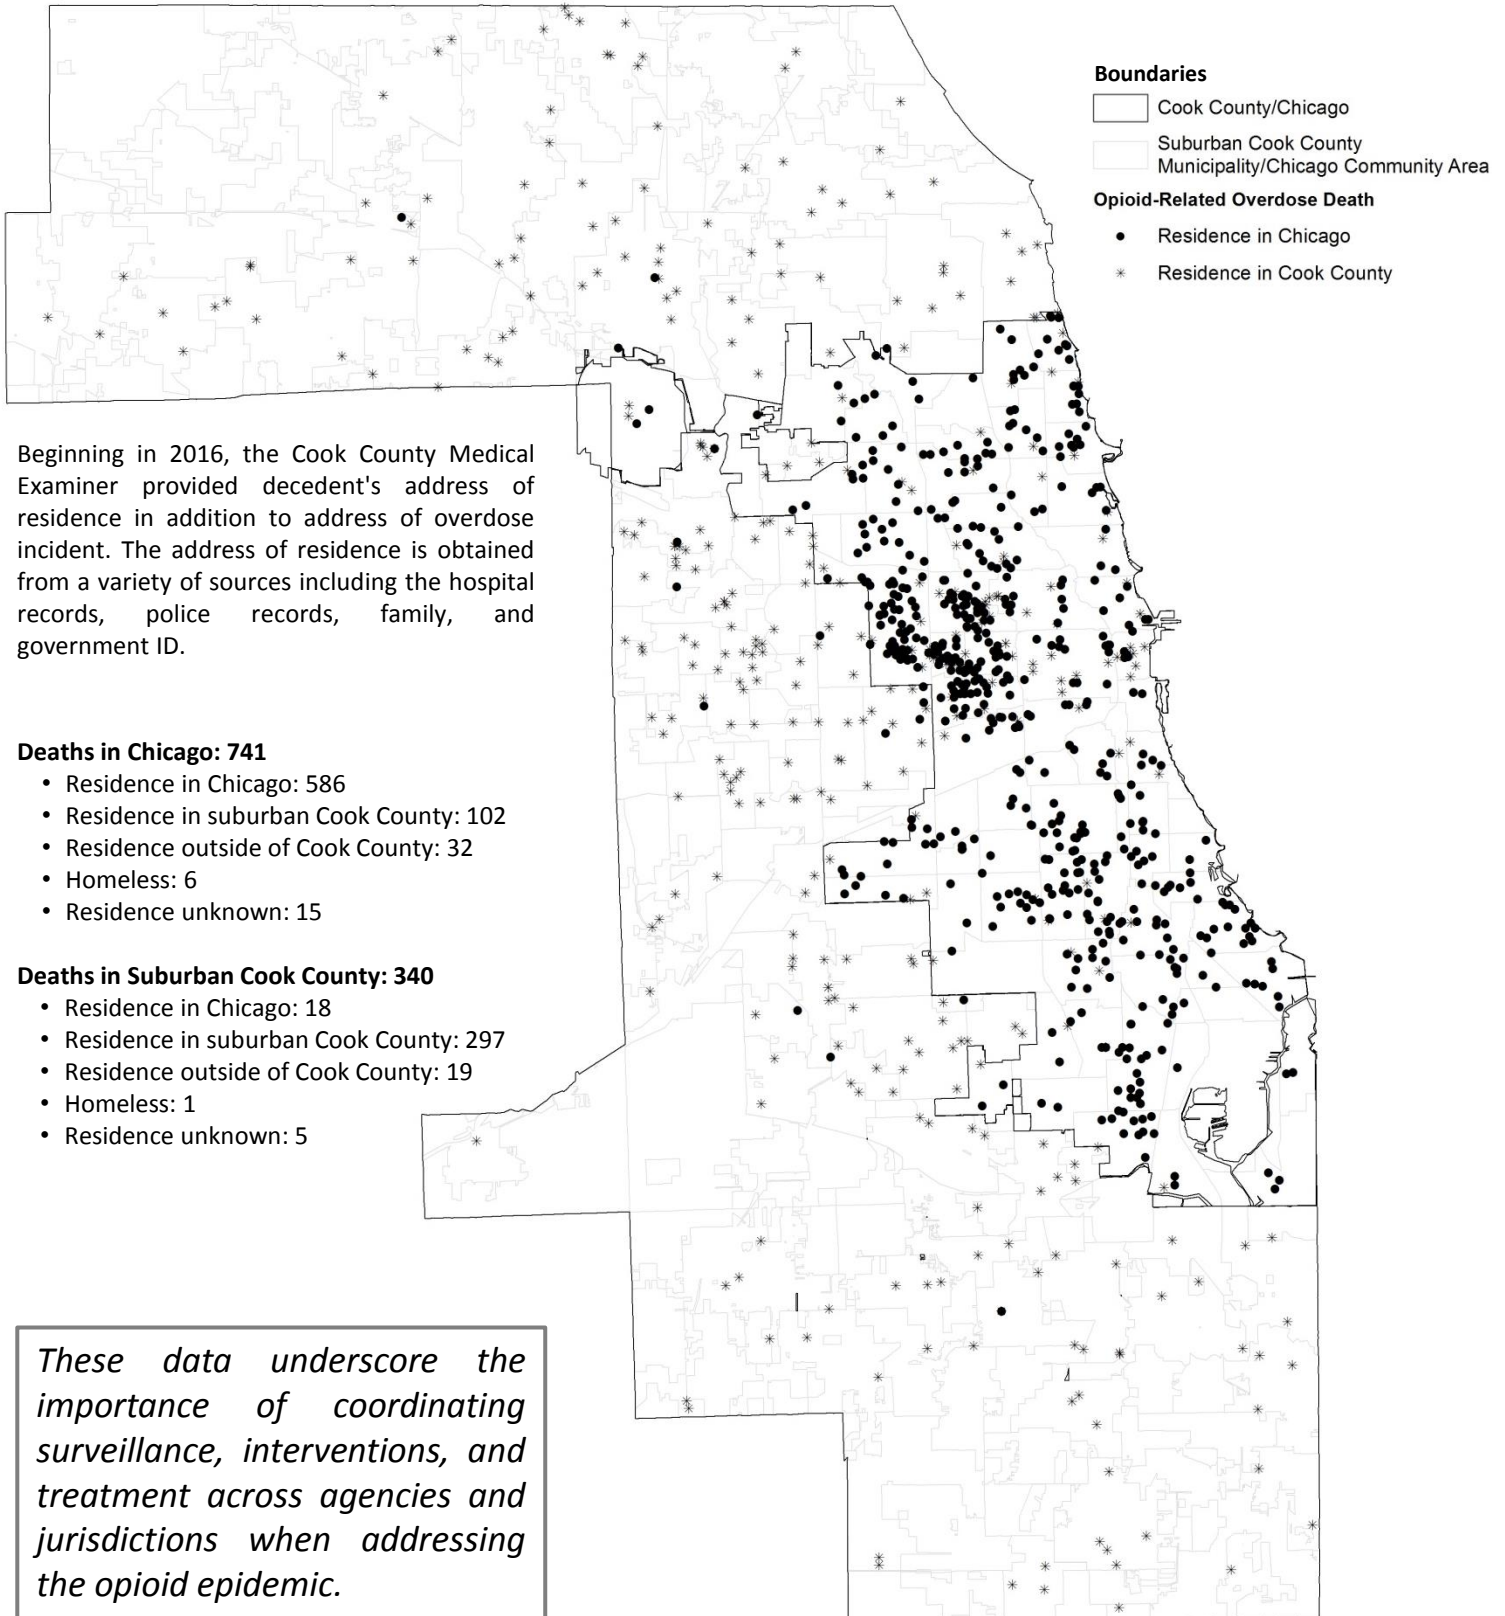 Boundaries
Cook County/Chicago
Suburban Cook County
Municipality/Chicago Community Area
Opioid-Related Overdose Death
Residence in Chicago
Residence in Cook County
Beginning in 2016, the Cook County Medical
Examiner provided decedent's address of
residence in addition to address of overdose
incident. The address of residence is obtained
from a variety of sources including the hospital
records, police records, family, and
government ID.
Deaths in Chicago: 741
• Residence in Chicago: 586
• Residence in suburban Cook County: 102
• Residence outside of Cook County: 32
• Homeless: 6
• Residence unknown: 15
Deaths in Suburban Cook County: 340
• Residence in Chicago: 18
• Residence in suburban Cook County: 297
• Residence outside of Cook County: 19
• Homeless: 1
• Residence unknown: 5
These data underscore the
importance of coordinating
surveillance, interventions, and
treatment across agencies and
jurisdictions when addressing
the opioid epidemic.